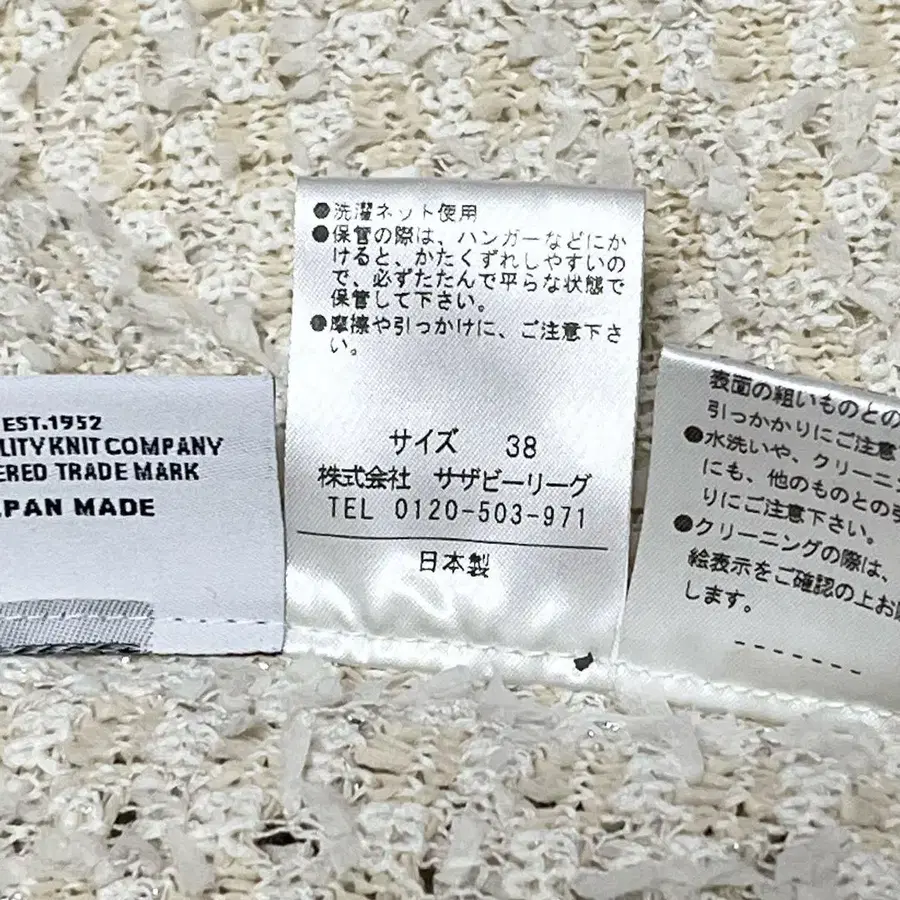 EST.1952
LITY KNIT COMPANY
ERED TRADE MARK
PAN MADE
●洗濯ネット使用
●保管の際は、ハンガーなどにか
けると、かたくずれしやすいの
で、必ずたたんで平らな状態で
保管して下さい。
●摩擦や引っかけに、ご注意下さ
い。
サイズ 38
株式会社 サザビーリーグ
TEL 0120-503-971
日本製
表面の粗いものとの
引っかかりにご注意
●水洗いや、クリーニン
にも、他のものとの引
りにご注意下さい。
●クリーニングの際は、
絵表示をご確認の上お
します。
-------